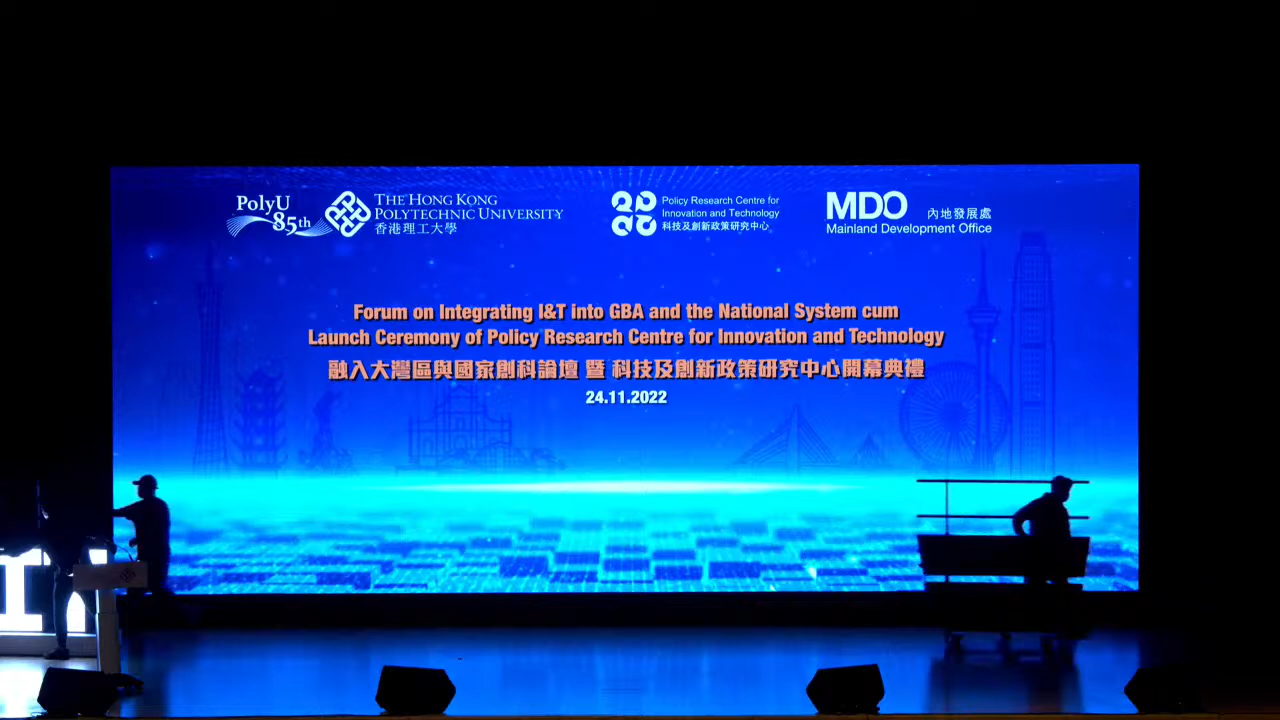 PolyU
85th
THE HONG KONG
POLYTECHNIC UNIVERSITY
香港理工大學
Policy Research Centre for
Innovation and Technology
科技及創新政策研究中心
MDO 內地發展處
Mainland Development Office
Forum on Integrating I&T into GBA and the National System cum
Launch Ceremony of Policy Research Centre for Innovation and Technology
融入大灣區與國家創科論壇 暨 科技及創新政策研究中心開幕典禮
24.11.2022